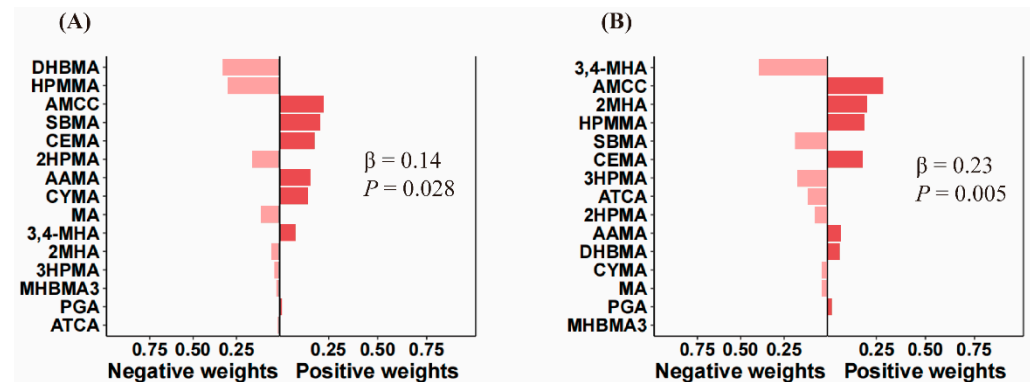 (A)
DHBMA
HPMMA
AMCC
SBMA
CEMA
2HPMA
AAMA
CYMA
MA
3,4-MHA
2MHA
3HPMA
MHBMA3
PGA
ATCA
β = 0.14
P = 0.028
0.75 0.50 0.25 0.25 0.50 0.75
Negative weights Positive weights
(B)
3,4-MHA
AMCC
2MHA
HPMMA
SBMA
CEMA
3HPMA
ATCA
2HPMA
AAMA
DHBMA
CYMA
MA
PGA
MHBMA3
β = 0.23
P = 0.005
0.75 0.50 0.25 0.25 0.50 0.75
Negative weights Positive weights